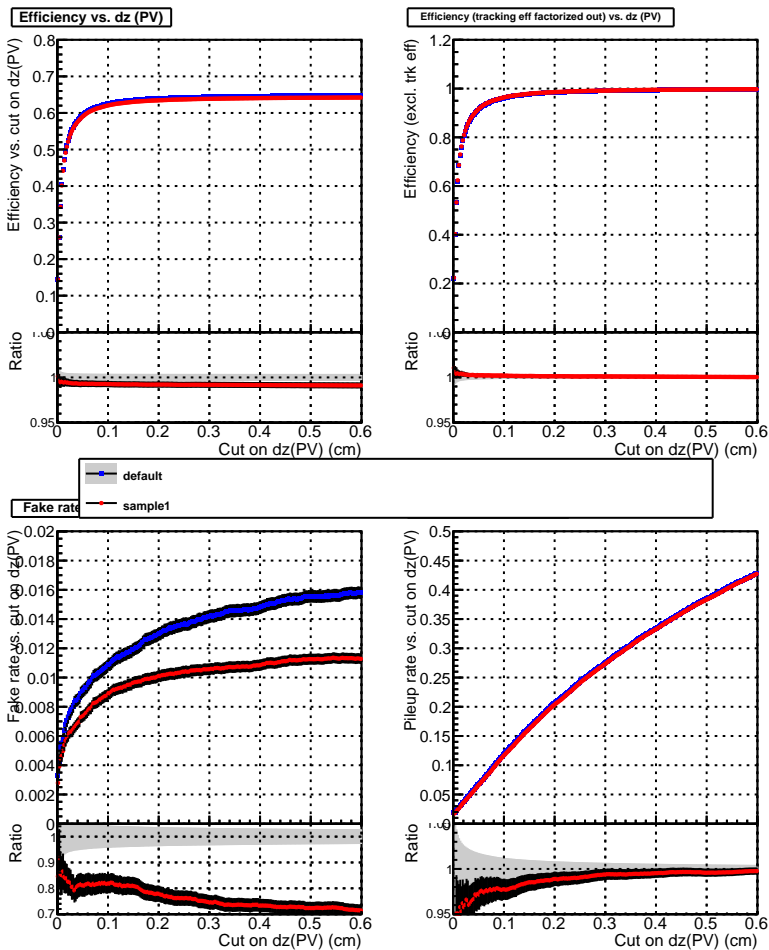 Efficiency vs. dz (PV)
Efficiency vs. cut on dz(PV)
0.8
0.7
0.6
0.5
0.4
0.3
0.2
0.1
0
Ratio
1
0.95
0 0.1 0.2 0.3 0.4 0.5 0.6
Cut on dz(PV) (cm)
Efficiency (tracking eff factorized out) vs. dz (PV)
Efficiency (excl. trk eff)
1.2
1
0.8
0.6
0.4
0.2
0
Ratio
1
0.95
0 0.1 0.2 0.3 0.4 0.5 0.6
Cut on dz(PV) (cm)
default
sample1
Fake rate
Fake rate vs. cut on dz(PV)
0.02
0.018
0.016
0.014
0.012
0.01
0.008
0.006
0.004
0.002
0
Ratio
1
0.9
0.8
0.7
0 0.1 0.2 0.3 0.4 0.5 0.6
Cut on dz(PV) (cm)
Pileup rate vs. cut on dz(PV)
0.5
0.45
0.4
0.35
0.3
0.25
0.2
0.15
0.1
0.05
0
Ratio
1
0.95
0 0.1 0.2 0.3 0.4 0.5 0.6
Cut on dz(PV) (cm)